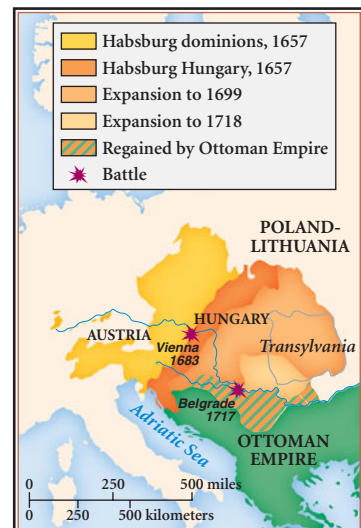 Habsburg dominions, 1657
Habsburg Hungary, 1657
Expansion to 1699
Expansion to 1718
Regained by Ottoman Empire
Battle
POLAND-
LITHUANIA
HUNGARY
AUSTRIA
Vienna
1683
Transylvania
Belgrade
1717
Adriatic Sea
OTTOMAN
EMPIRE
0 250 500 miles
0 250 500 kilometers